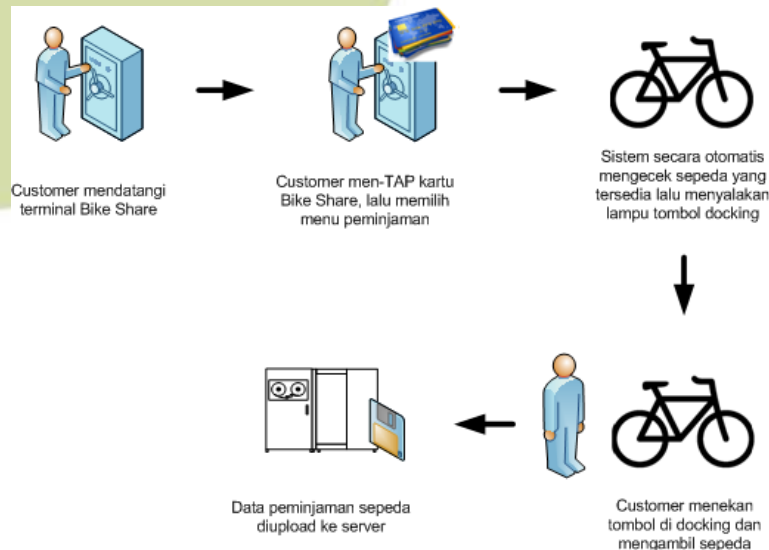 Customer mendatangi
terminal Bike Share
Customer men-TAP kartu
Bike Share, lalu memilih
menu peminjaman
Sistem secara otomatis
mengecek sepeda yang
tersedia lalu menyalakan
lampu tombol docking
Customer menekan
tombol di docking dan
mengambil sepeda
Data peminjaman sepeda
diupload ke server